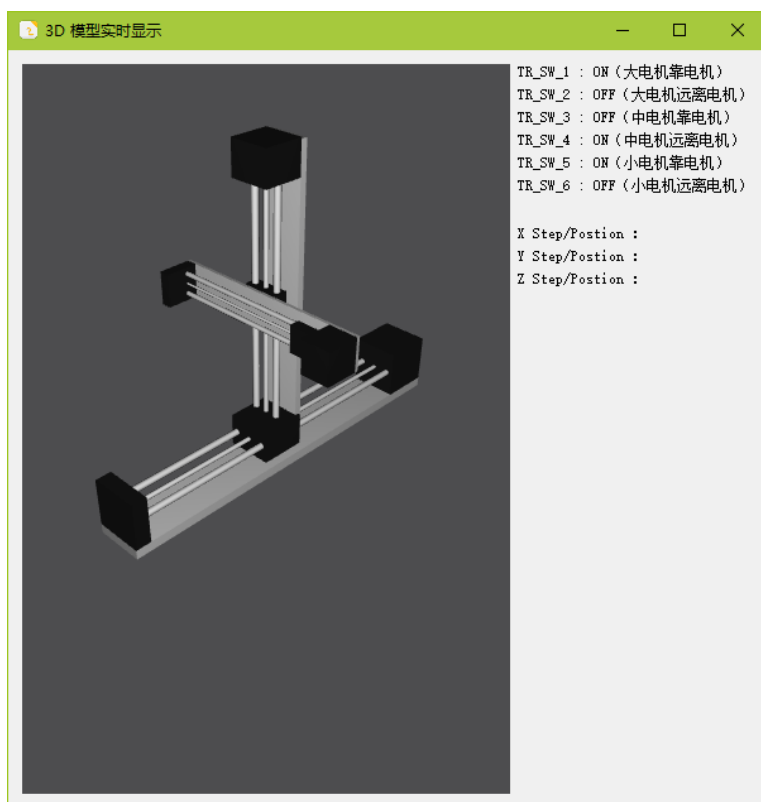 3D 模型实时显示
TR_SW_1 : ON（大电机靠电机）
TR_SW_2 : OFF（大电机远离电机）
TR_SW_3 : OFF（中电机靠电机）
TR_SW_4 : ON（中电机远离电机）
TR_SW_5 : ON（小电机靠电机）
TR_SW_6 : OFF（小电机远离电机）
X Step/Postion :
Y Step/Postion :
Z Step/Postion :